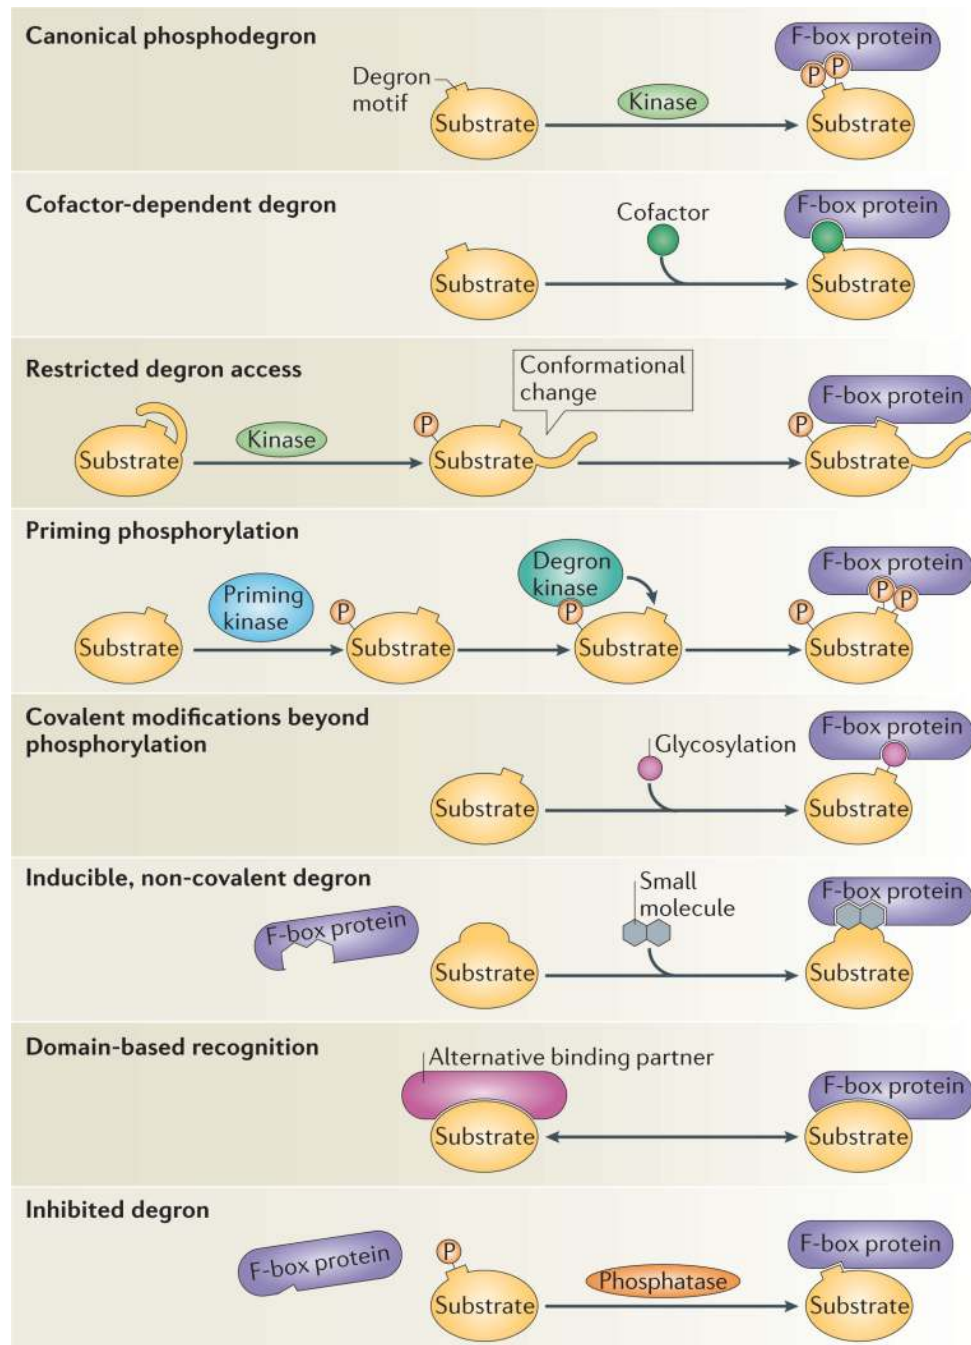 Canonical phosphodegron
F-box protein
P
P
Degron
motif
Substrate
Kinase
Substrate
Cofactor-dependent degron
Cofactor
F-box protein
Substrate
Substrate
Restricted degron access
Conformational
change
F-box protein
Substrate
Kinase
P
Substrate
P
Substrate
Priming phosphorylation
Priming
kinase
Degron
kinase
F-box protein
P
P
P
P
P
Substrate
Substrate
Substrate
Substrate
Covalent modifications beyond
phosphorylation
Glycosylation
F-box protein
Substrate
Substrate
Inducible, non-covalent degron
F-box protein
Small
molecule
F-box protein
Substrate
Substrate
Domain-based recognition
Alternative binding partner
F-box protein
Substrate
Substrate
Inhibited degron
F-box protein
P
Substrate
Phosphatase
F-box protein
Substrate